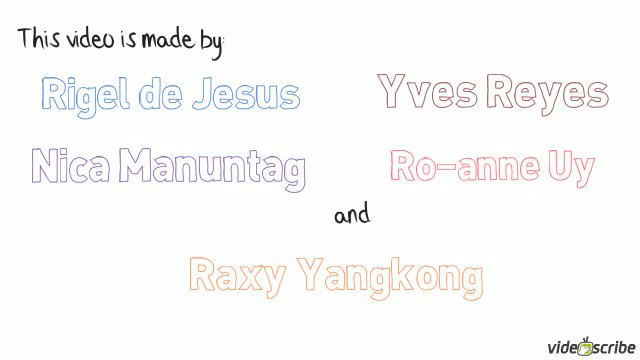 This video is made by:
Rigel de Jesus
Yves Reyes
Nica Manuntag
Ro-anne Uy
and
Raxy Yangkong
videoscribe